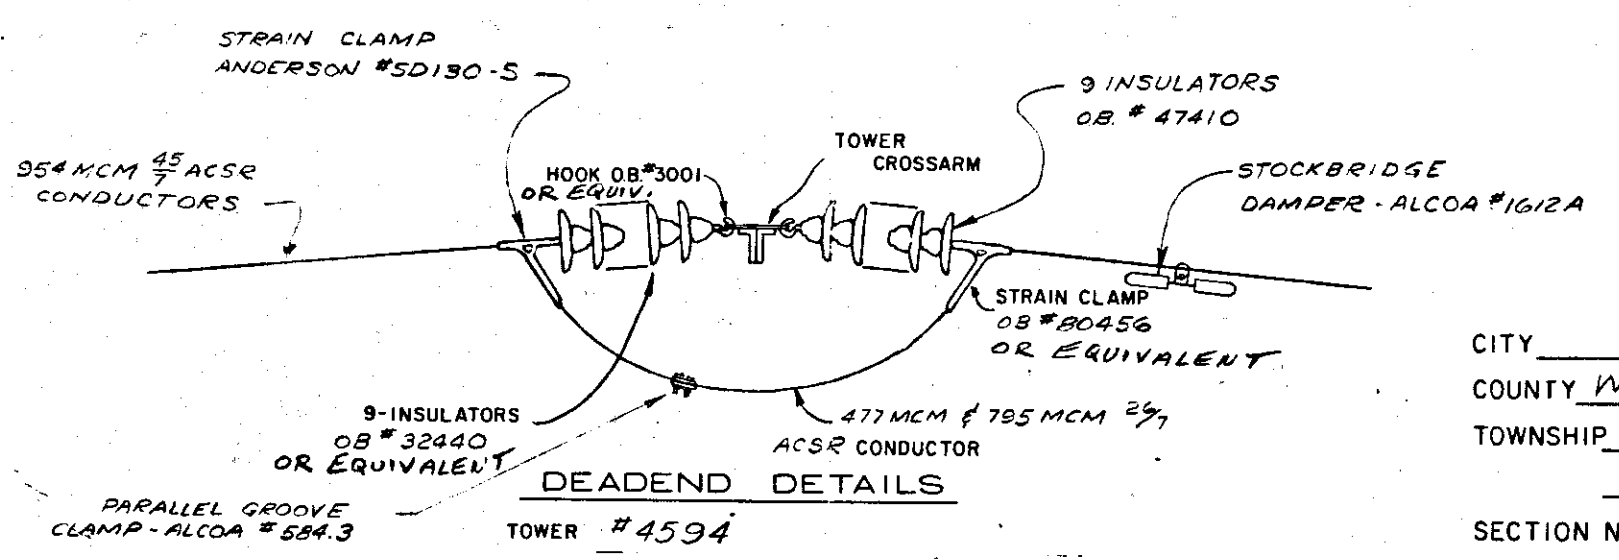 STRAIN CLAMP
ANDERSON #SD130-S
9 INSULATORS
O.B. # 47410
TOWER
CROSSARM
954 MCM 45/7 ACSR
CONDUCTORS
HOOK O.B.#3001
OR EQUIV.
STOCKBRIDGE
DAMPER - ALCOA #1612A
STRAIN CLAMP
OB #80456
OR EQUIVALENT
9-INSULATORS
OB #32440
OR EQUIVALENT
477 MCM & 795 MCM 26/7
ACSR CONDUCTOR
PARALLEL GROOVE
CLAMP - ALCOA #584.3
DEADEND DETAILS
TOWER #4594
CITY
COUNTY
TOWNSHIP
SECTION N